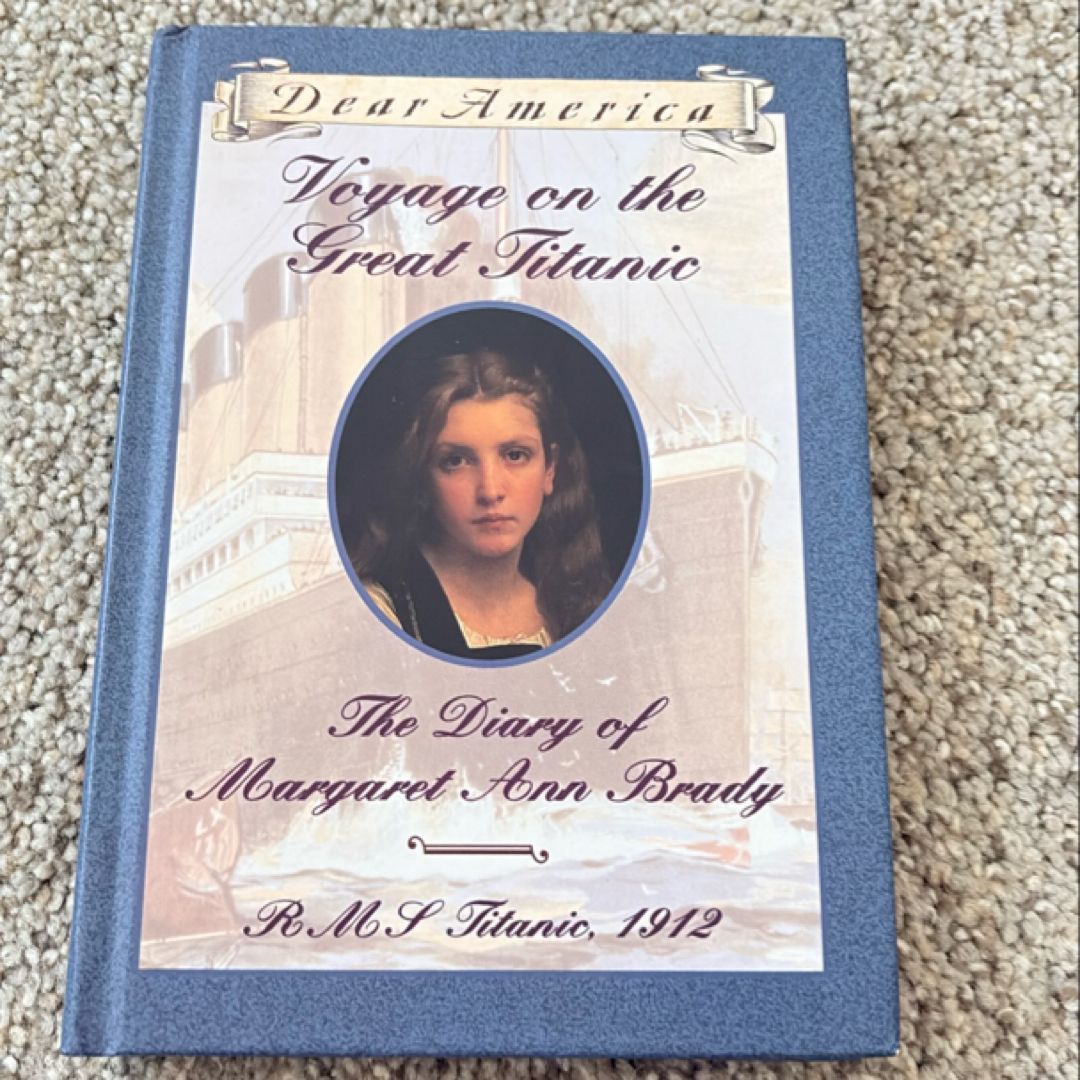 Dear America
Voyage on the
Great Titanic
The Diary of
Margaret Ann Brady
RMS Titanic, 1912